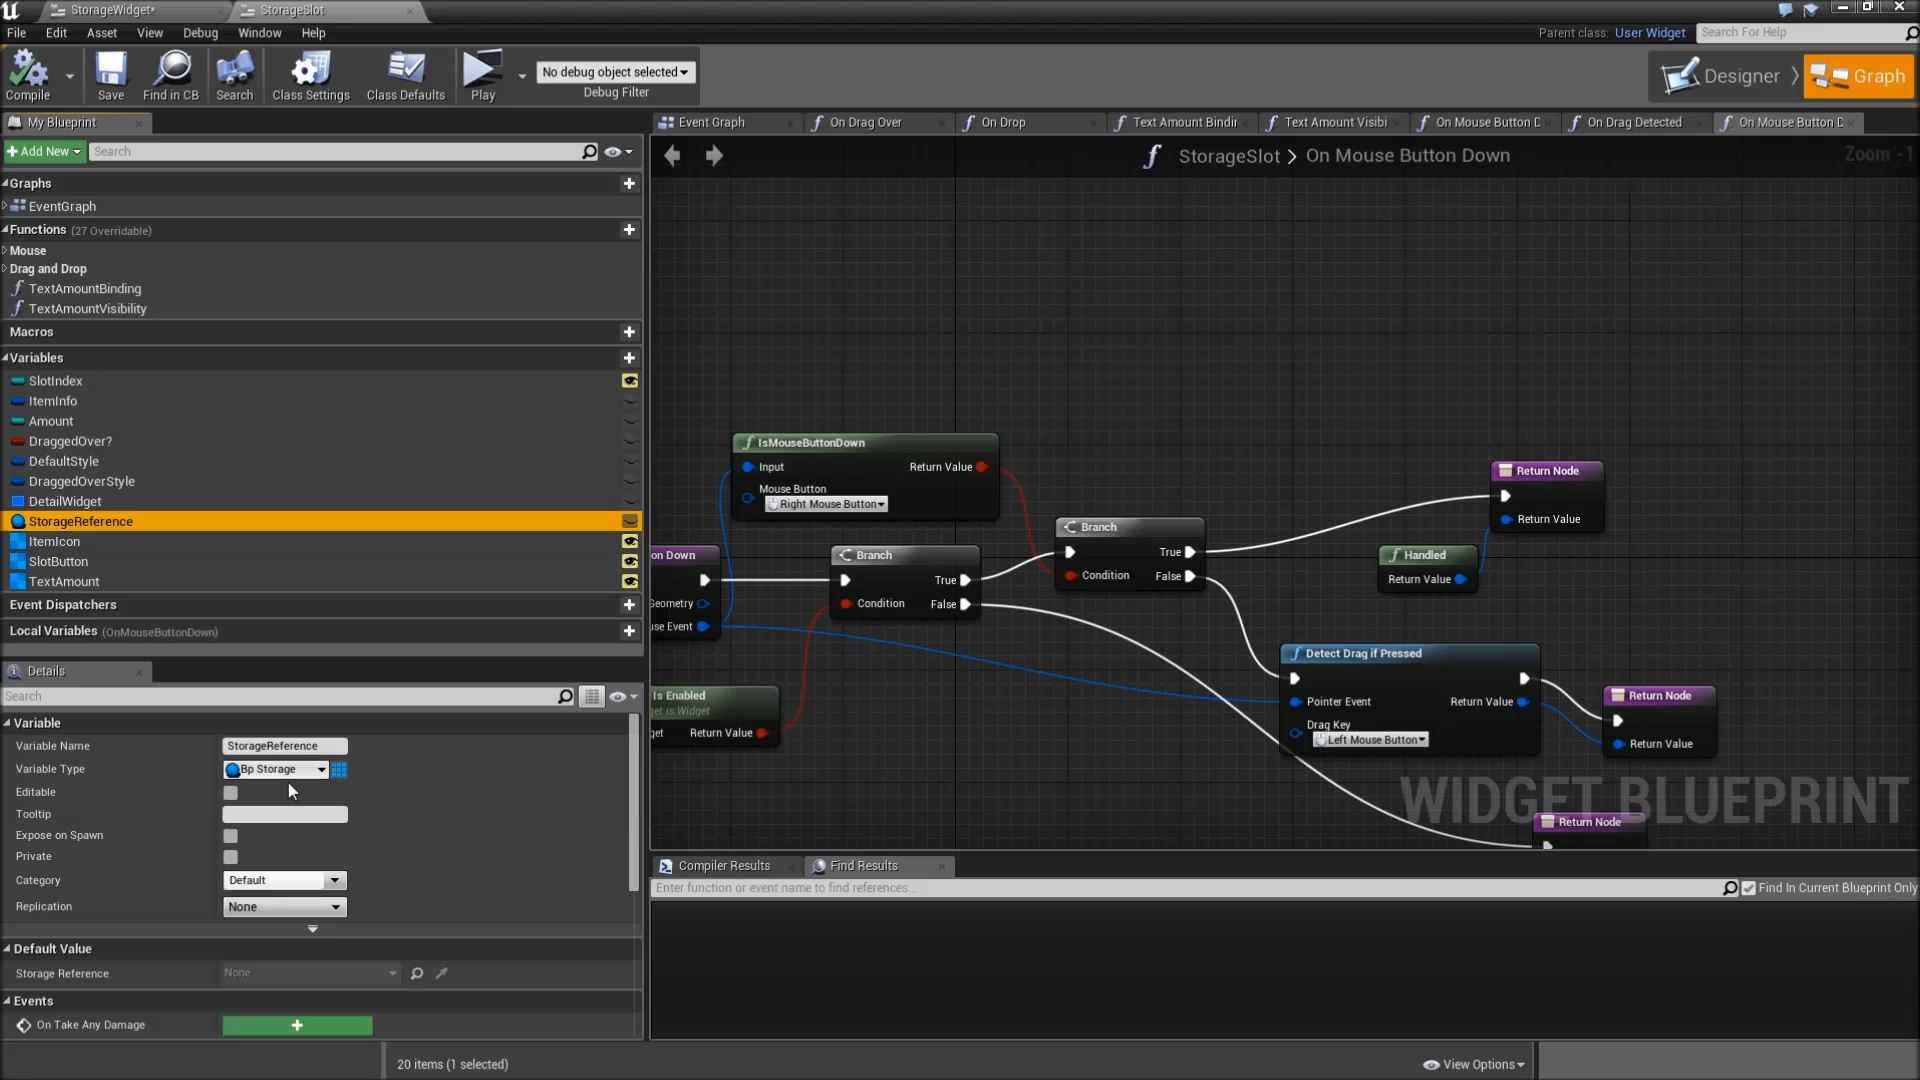 StorageWidget*
StorageSlot
File
Edit
Asset
View
Debug
Window
Help
Parent class:
User Widget
Search For Help
Compile
Save
Find in CB
Search
Class Settings
Class Defaults
Play
No debug object selected
Debug Filter
Designer
Graph
My Blueprint
Add New
Search
Graphs
EventGraph
Functions (27 Overridable)
Mouse
Drag and Drop
TextAmountBinding
TextAmountVisibility
Macros
Variables
SlotIndex
ItemInfo
Amount
DraggedOver?
DefaultStyle
DraggedOverStyle
DetailWidget
StorageReference
ItemIcon
SlotButton
TextAmount
Event Dispatchers
Local Variables (OnMouseButtonDown)
Details
Search
Variable
Variable Name
StorageReference
Variable Type
Bp Storage
Editable
Tooltip
Expose on Spawn
Private
Category
Default
Replication
None
Default Value
Storage Reference
None
Events
On Take Any Damage
Event Graph
On Drag Over
On Drop
Text Amount Bindir
Text Amount Visibi
On Mouse Button D
On Drag Detected
On Mouse Button D
StorageSlot > On Mouse Button Down
Zoom -1
IsMouseButtonDown
Input
Return Value
Mouse Button
Right Mouse Button
on Down
Geometry
use Event
Branch
True
Condition
False
Branch
True
Condition
False
Is Enabled
get is Widget
get
Return Value
Return Node
Return Value
Handled
Return Value
Detect Drag if Pressed
Pointer Event
Return Value
Drag Key
Left Mouse Button
Return Node
Return Value
Return Node
WIDGET BLUEPRINT
Compiler Results
Find Results
Enter function or event name to find references...
Find In Current Blueprint Only
20 items (1 selected)
View Options